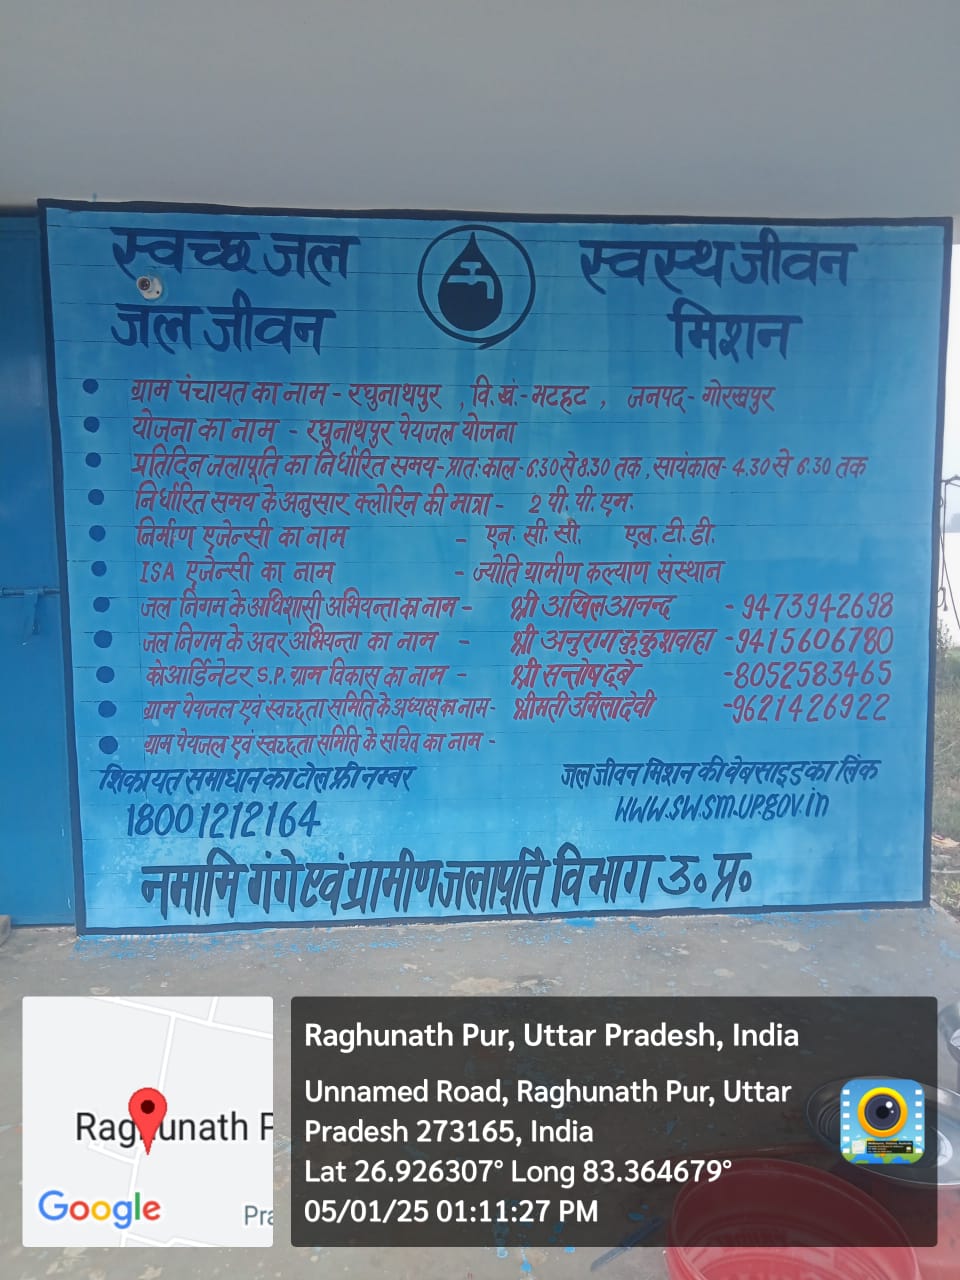 स्वच्छ जल स्वस्थ जीवन
जल जीवन मिशन
ग्राम पंचायत का नाम - रघुनाथपुर , वि.खं.- भटहट , जनपद - गोरखपुर
योजना का नाम - रघुनाथपुर पेयजल योजना
प्रतिदिन जलापूर्ति का निर्धारित समय - प्रातः काल - 6.30 से 8.30 तक , सायंकाल - 4.30 से 6.30 तक
निर्धारित समय के अनुसार क्लोरिन की मात्रा - 2 पी. पी. एम.
निर्माण एजेन्सी का नाम - एन. सी. सी. एल. टी. डी.
ISA एजेन्सी का नाम - ज्योति ग्रामीण कल्याण संस्थान
जल निगम के अधिशासी अभियन्ता का नाम - श्री अखिल आनन्द - 9473942698
जल निगम के अवर अभियन्ता का नाम - श्री अनुराग कु. कुशवाहा - 9415606780
कोआर्डिनेटर S.P. ग्राम विकास का नाम - श्री सन्तोष दूबे - 8052583465
ग्राम पेयजल एवं स्वच्छता समिति के अध्यक्ष का नाम - श्रीमती उर्मिला देवी - 9621426922
ग्राम पेयजल एवं स्वच्छता समिति के सचिव का नाम -
शिकायत समाधान का टोल फ्री नम्बर
18001212164
जल जीवन मिशन की वेबसाइड का लिंक
www.swsm.up.gov.in
नमामि गंगे एवं ग्रामीण जलापूर्ति विभाग उ॰ प्र॰
Raghunath P
Google
Pra
Raghunath Pur, Uttar Pradesh, India
Unnamed Road, Raghunath Pur, Uttar
Pradesh 273165, India
Lat 26.926307° Long 83.364679°
05/01/25 01:11:27 PM